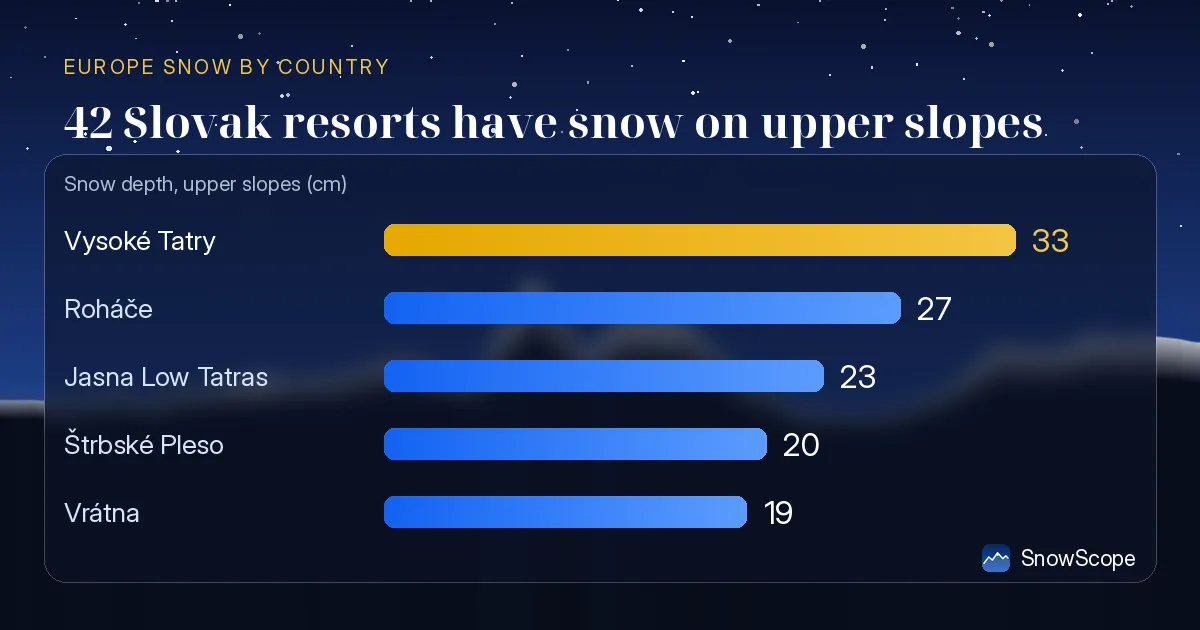 EUROPE SNOW BY COUNTRY
42 Slovak resorts have snow on upper slopes
Snow depth, upper slopes (cm)
Vysoké Tatry 33
Roháče 27
Jasna Low Tatras 23
Štrbské Pleso 20
Vrátna 19
SnowScope